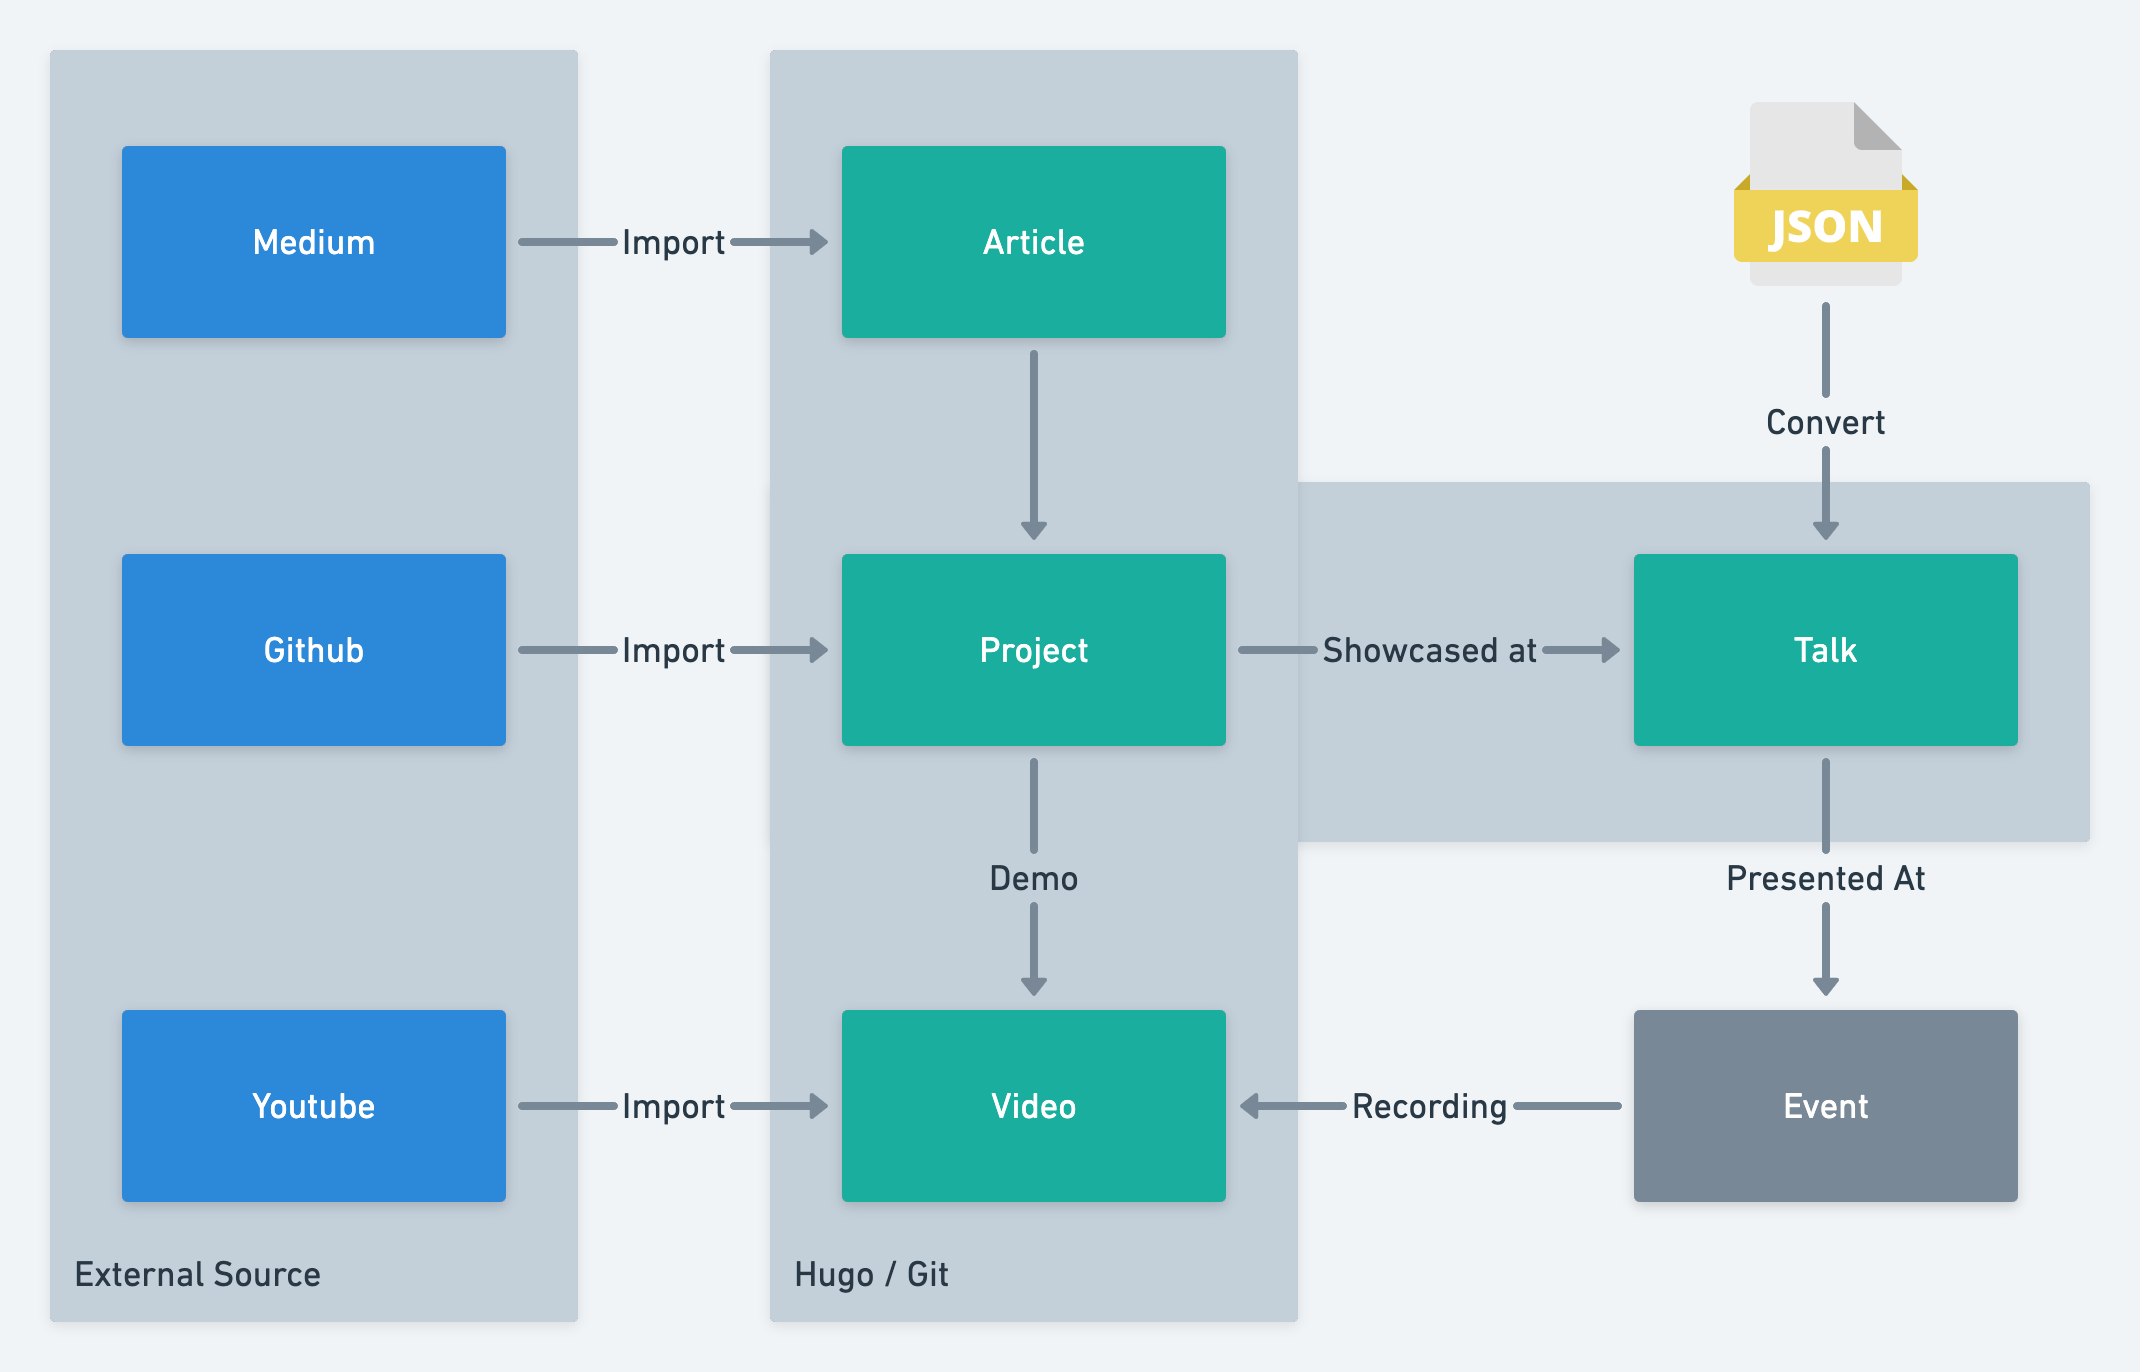 Medium
Import
Article
JSON
Convert
Github
Import
Project
Showcased at
Talk
Demo
Presented At
Youtube
Import
Video
Recording
Event
External Source
Hugo / Git